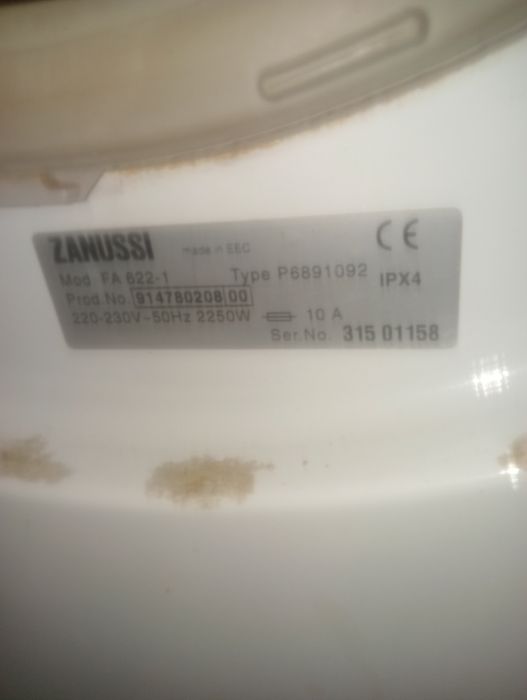 ZANUSSI made in EEC CE
Mod. FA 622-1 Type P6891092 IPX4
Prod.No. 914780208 00
220-230V~50Hz 2250W 10 A
Ser.No. 315 01158